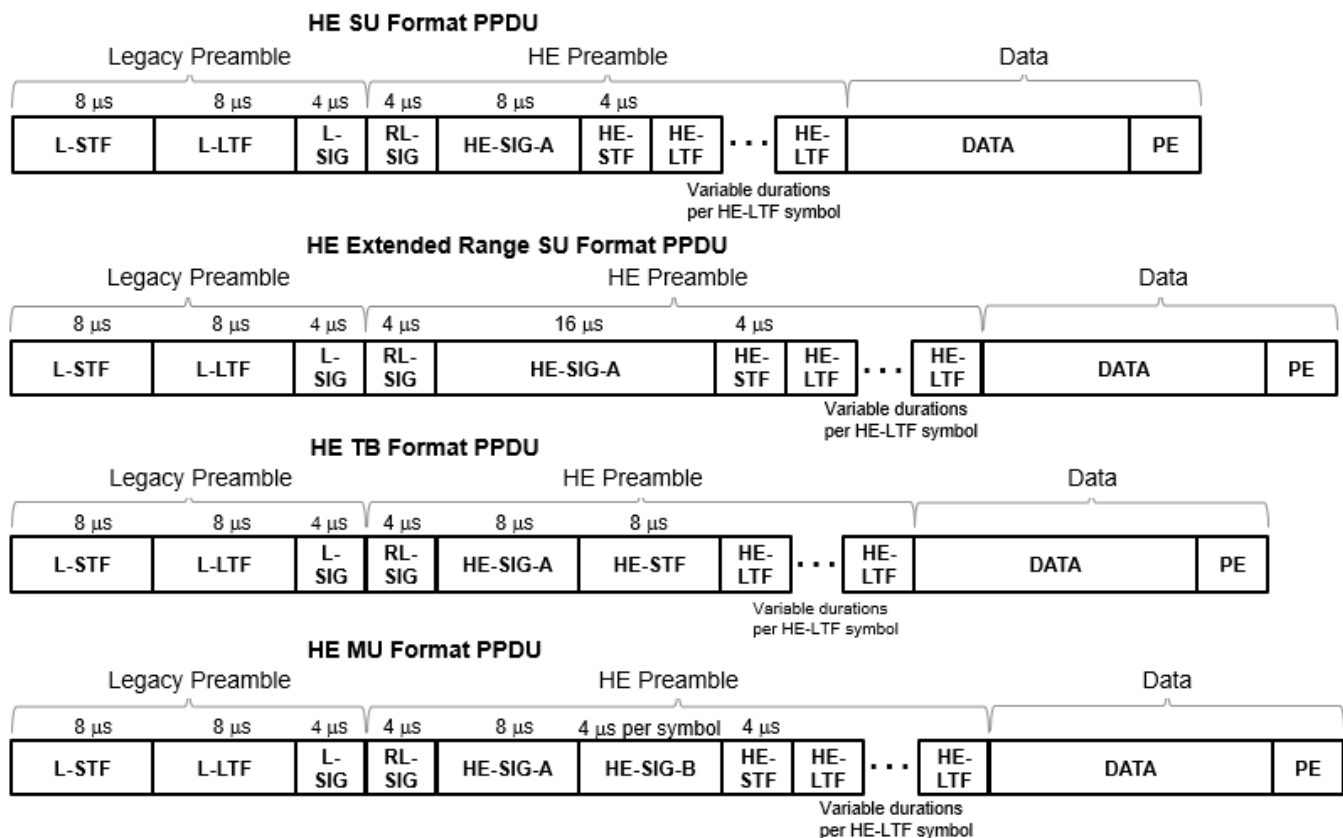 HE SU Format PPDU
Legacy Preamble HE Preamble Data
8 μs 8 μs 4 μs 4 μs 8 μs 4 μs
L-STF L-LTF L-SIG RL-SIG HE-SIG-A HE-STF HE-LTF ... HE-LTF DATA PE
Variable durations
per HE-LTF symbol
HE Extended Range SU Format PPDU
Legacy Preamble HE Preamble Data
8 μs 8 μs 4 μs 4 μs 16 μs 4 μs
L-STF L-LTF L-SIG RL-SIG HE-SIG-A HE-STF HE-LTF ... HE-LTF DATA PE
Variable durations
per HE-LTF symbol
HE TB Format PPDU
Legacy Preamble HE Preamble Data
8 μs 8 μs 4 μs 4 μs 8 μs 8 μs
L-STF L-LTF L-SIG RL-SIG HE-SIG-A HE-STF HE-LTF ... HE-LTF DATA PE
Variable durations
per HE-LTF symbol
HE MU Format PPDU
Legacy Preamble HE Preamble Data
8 μs 8 μs 4 μs 4 μs 8 μs 4 μs per symbol 4 μs
L-STF L-LTF L-SIG RL-SIG HE-SIG-A HE-SIG-B HE-STF HE-LTF ... HE-LTF DATA PE
Variable durations
per HE-LTF symbol